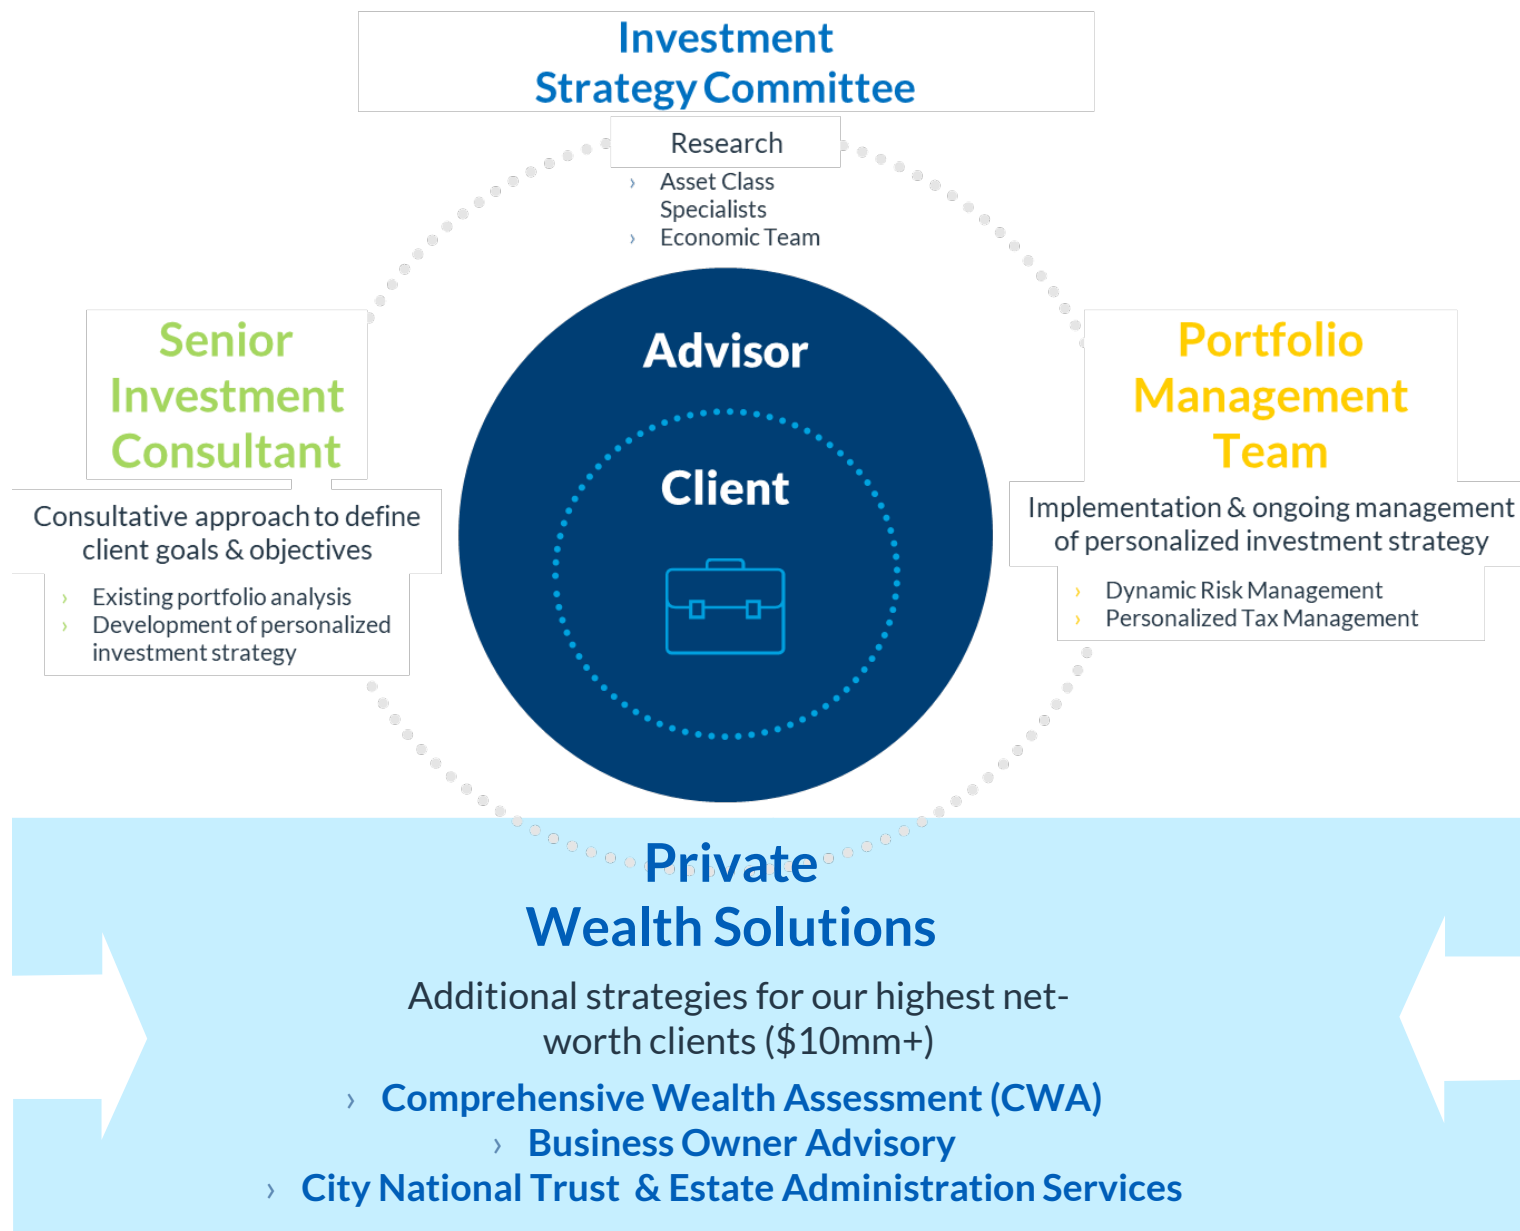 Investment
Strategy Committee
Research
› Asset Class
Specialists
› Economic Team
Senior
Investment
Consultant
Consultative approach to define
client goals & objectives
› Existing portfolio analysis
› Development of personalized
investment strategy
Advisor
Client
Portfolio
Management
Team
Implementation & ongoing management
of personalized investment strategy
› Dynamic Risk Management
› Personalized Tax Management
Private
Wealth Solutions
Additional strategies for our highest net-
worth clients ($10mm+)
› Comprehensive Wealth Assessment (CWA)
› Business Owner Advisory
› City National Trust & Estate Administration Services